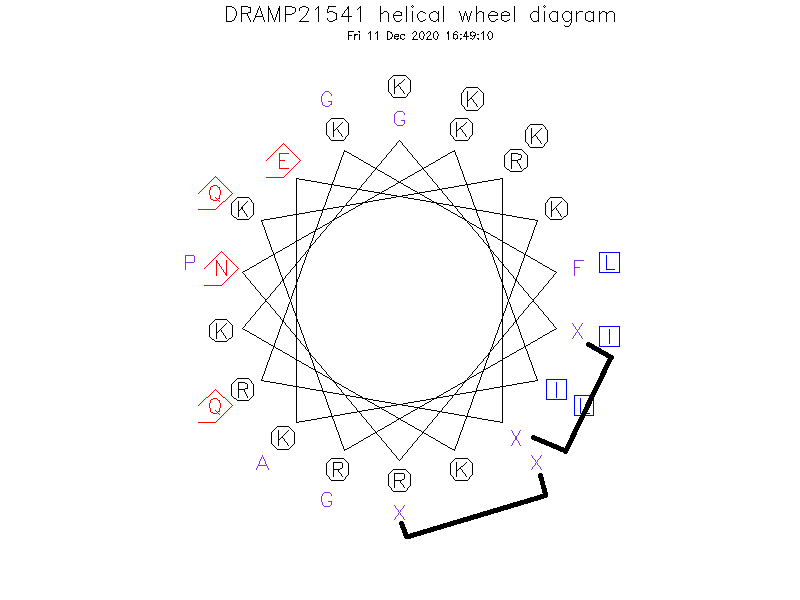 DRAMP21541 helical wheel diagram
Fri 11 Dec 2020 16:49:10
K
G K
G
K K K
E R
Q K K
P N F L
K X I
R I
Q L
K X
A X
R R K
G X